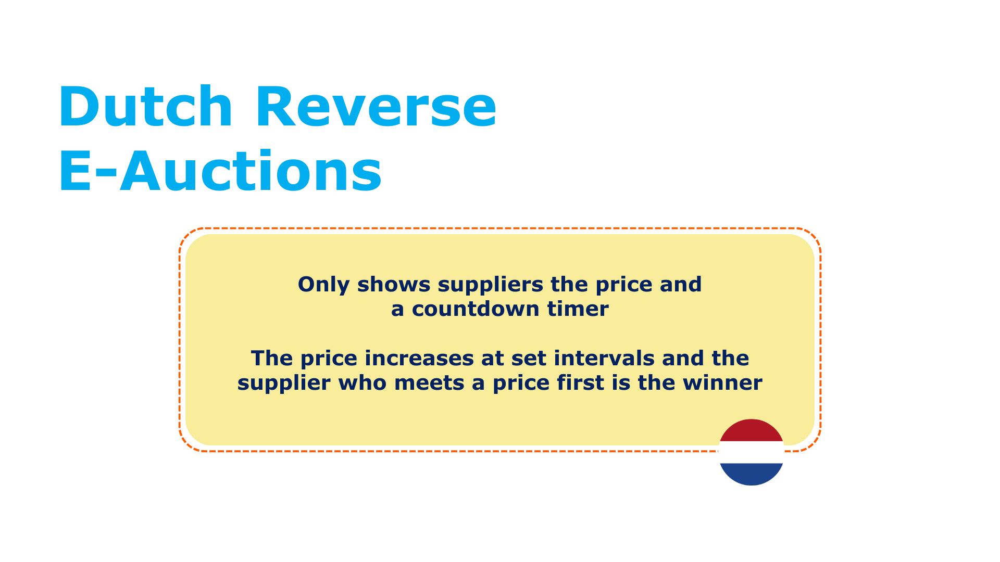 Dutch Reverse
E-Auctions
Only shows suppliers the price and
a countdown timer
The price increases at set intervals and the
supplier who meets a price first is the winner